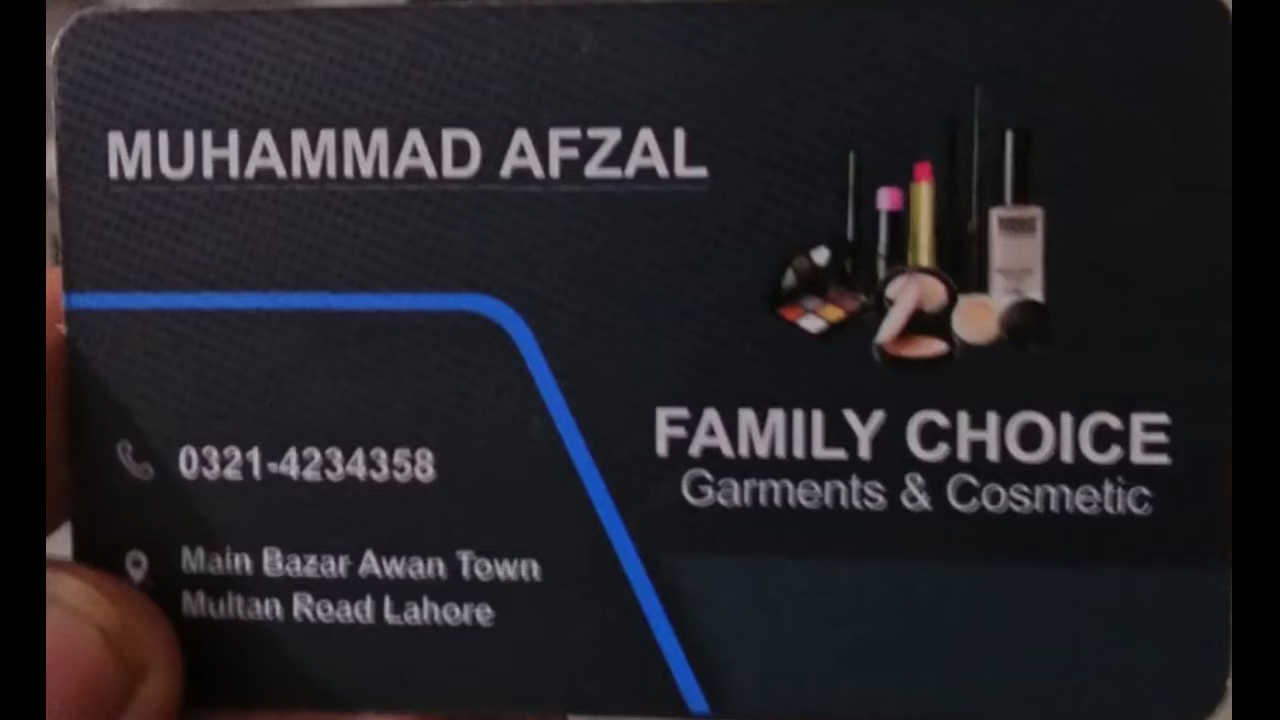 MUHAMMAD AFZAL
FAMILY CHOICE
Garments & Cosmetic
0321-4234358
Main Bazar Awan Town
Multan Road Lahore